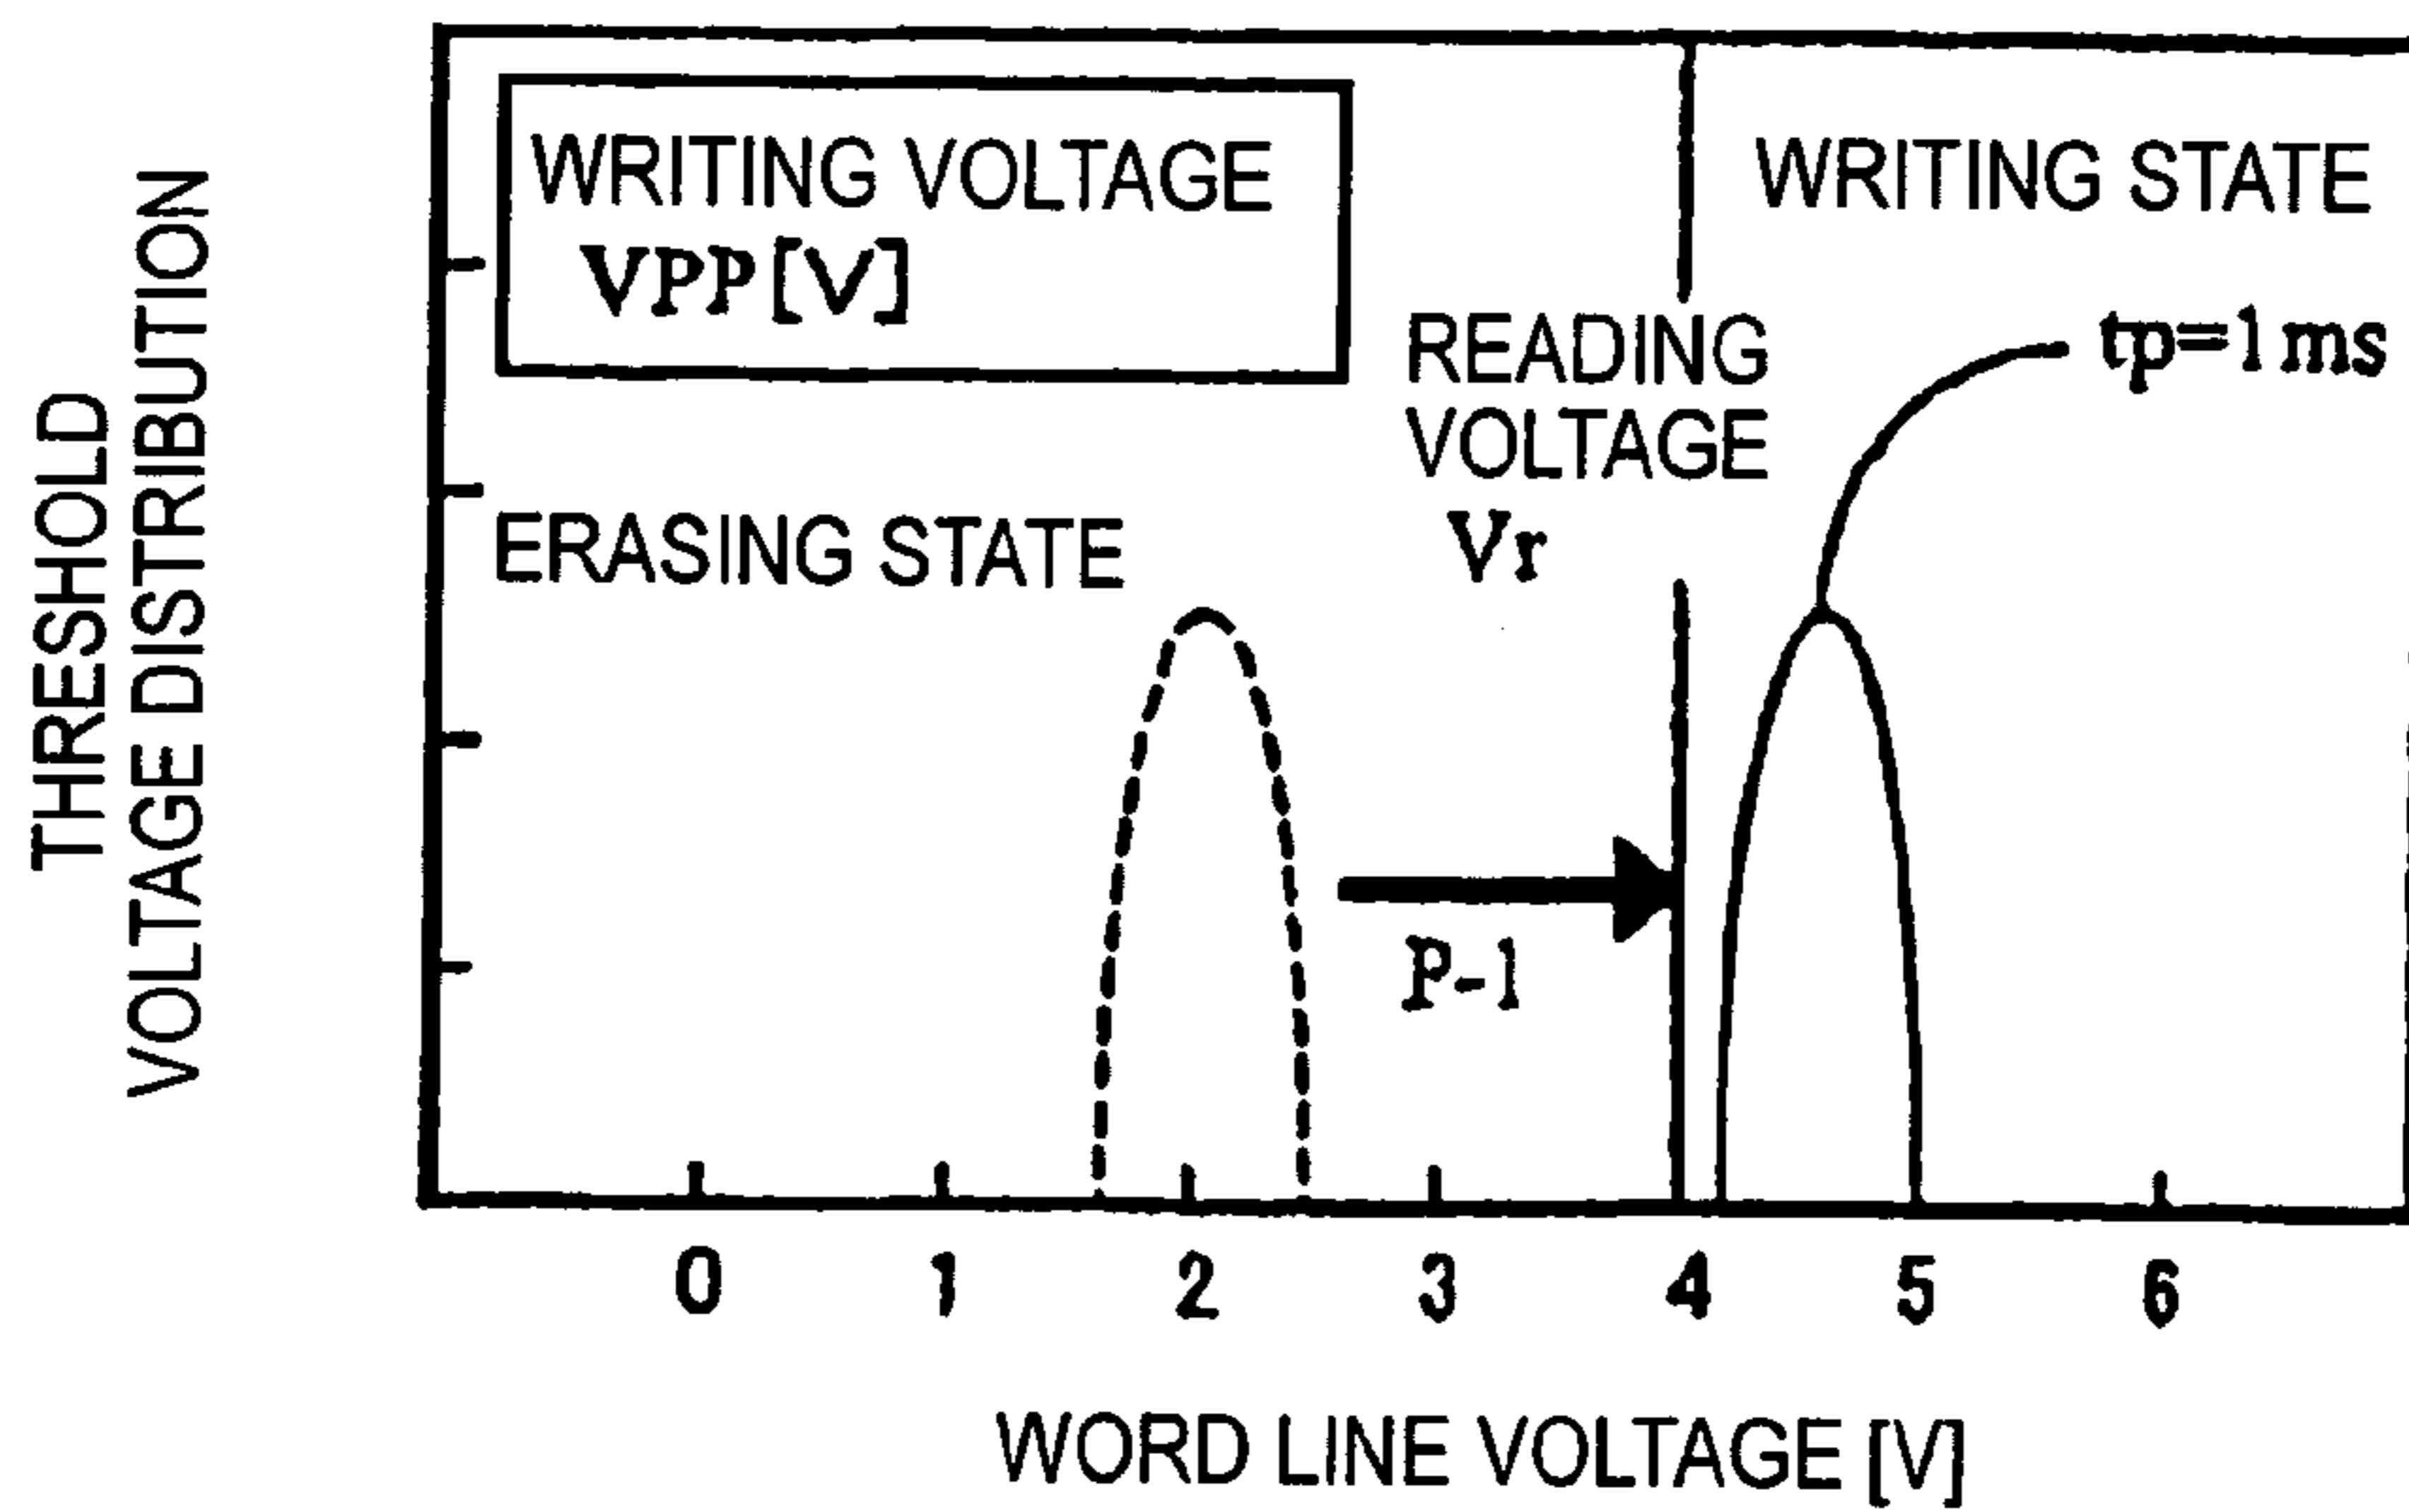 THRESHOLD
VOLTAGE DISTRIBUTION
WRITING VOLTAGE
VPP[V]
WRITING STATE
READING
VOLTAGE
Vr
tp=1ms
ERASING STATE
P-1
0 1 2 3 4 5 6
WORD LINE VOLTAGE [V]